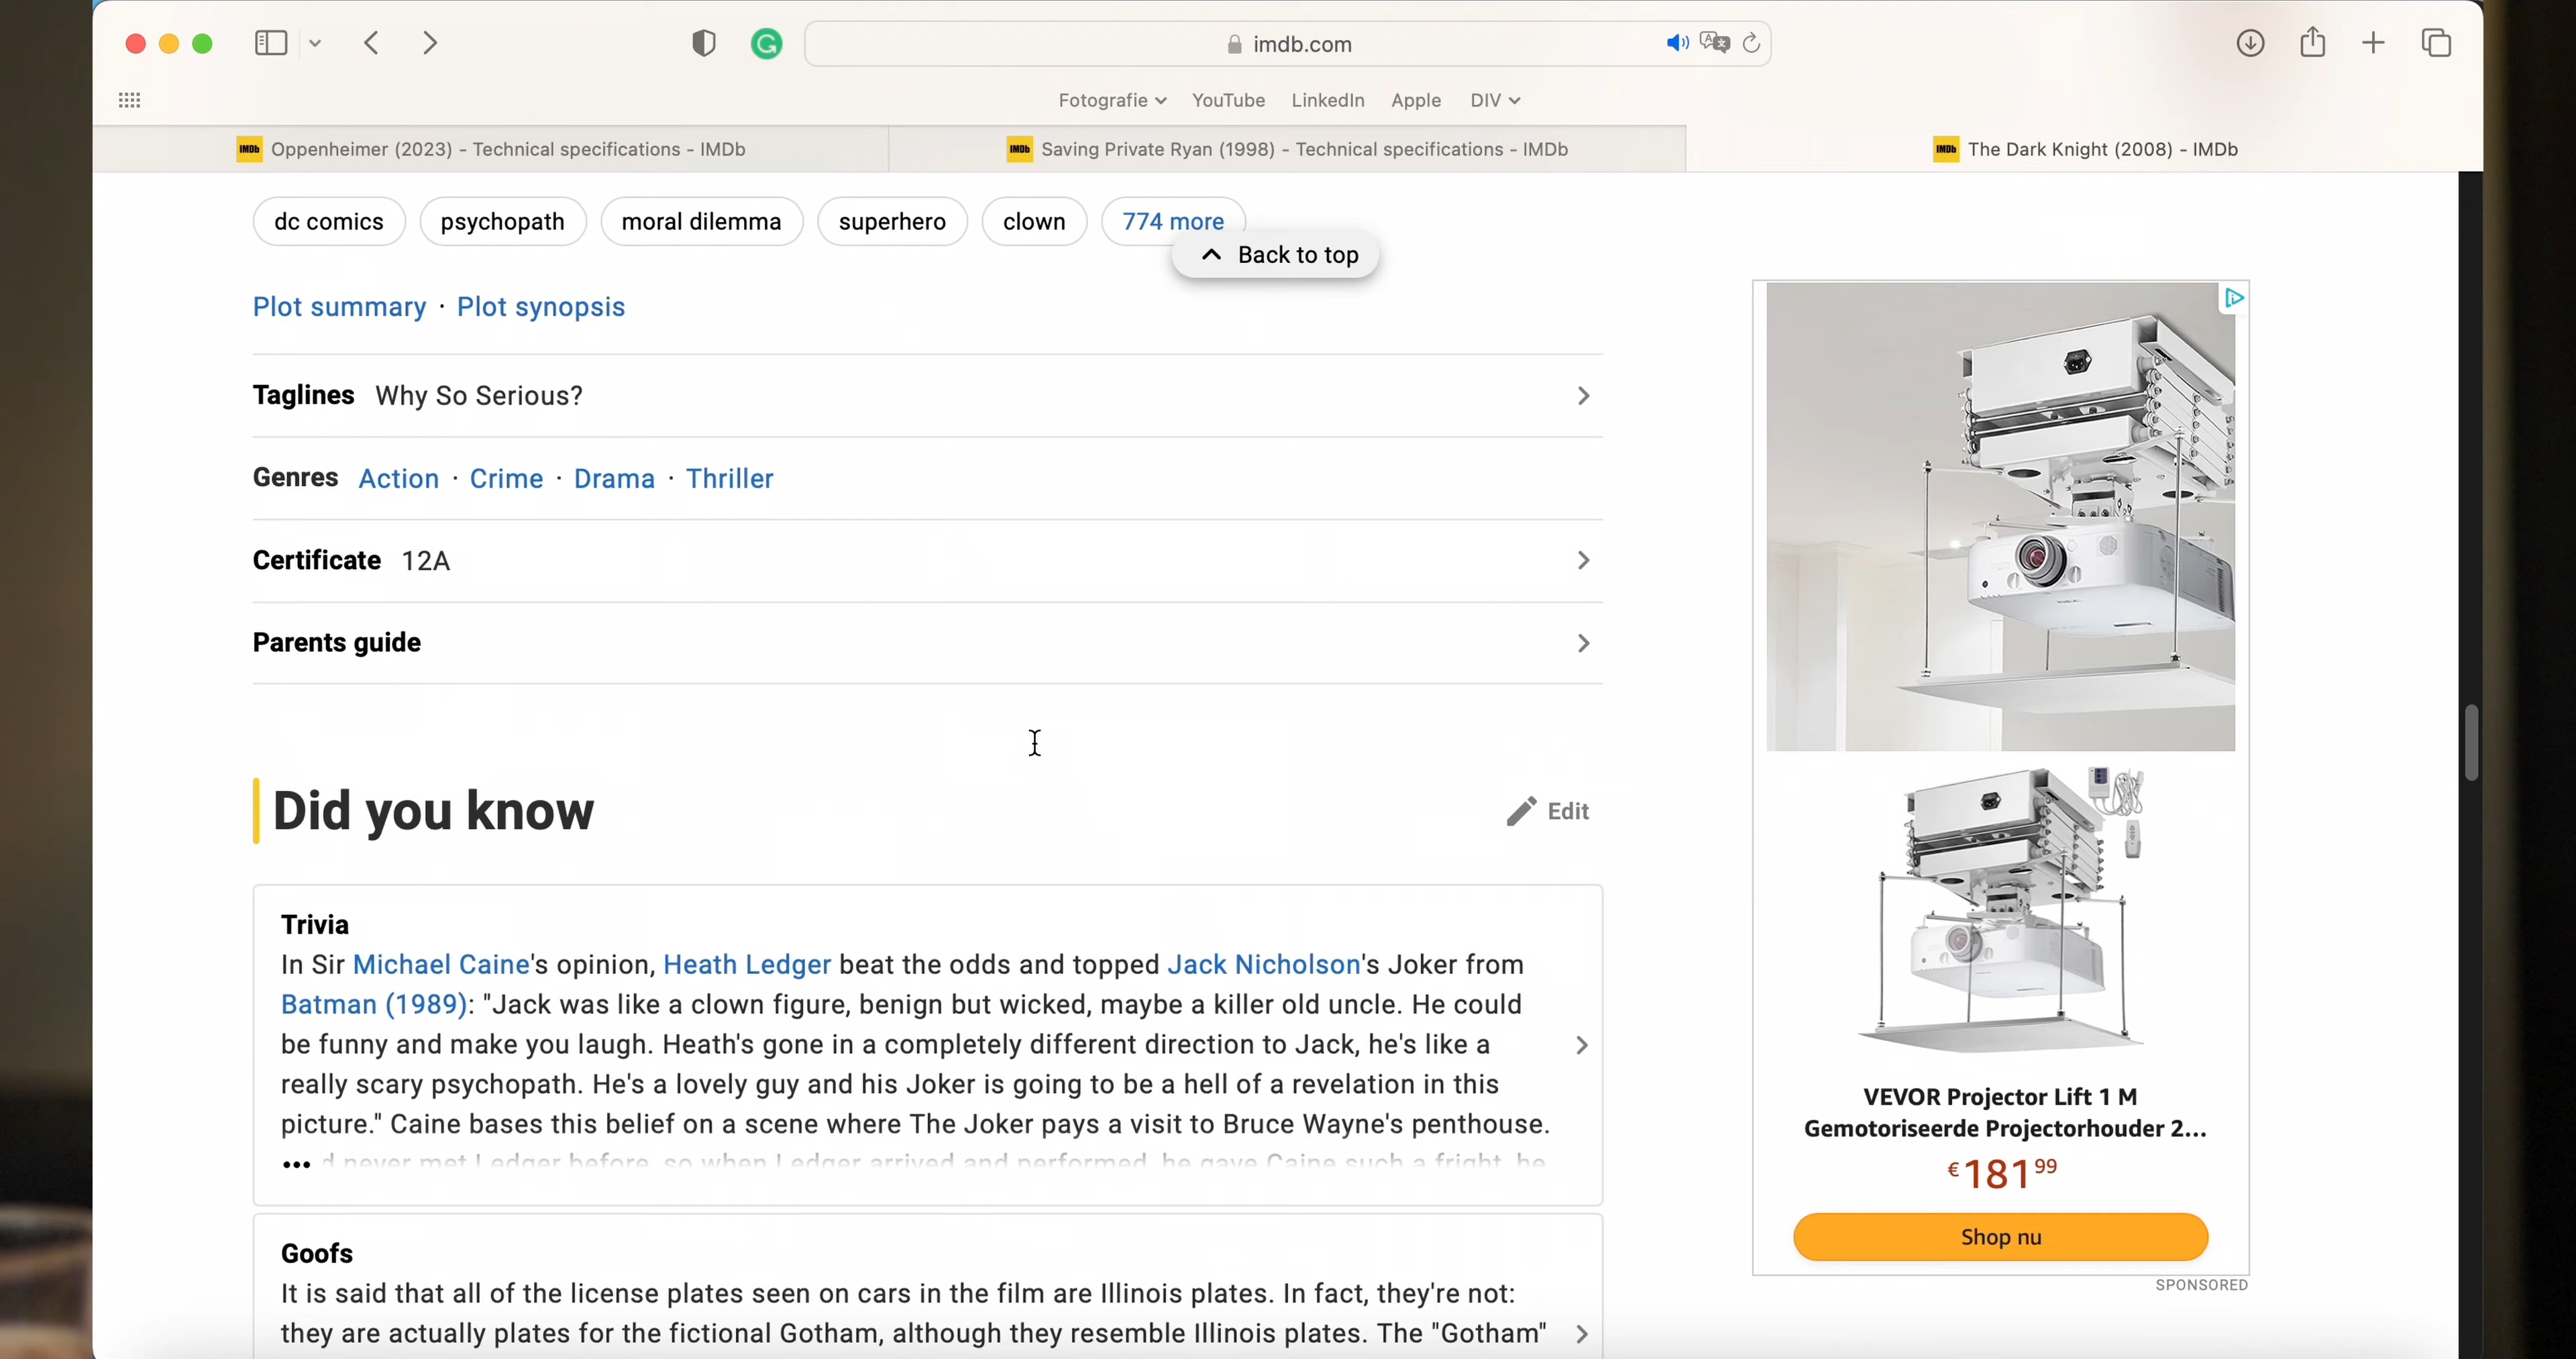 imdb.com
Fotografie YouTube LinkedIn Apple DIV
IMDb Oppenheimer (2023) - Technical specifications - IMDb
IMDb Saving Private Ryan (1998) - Technical specifications - IMDb
IMDb The Dark Knight (2008) - IMDb
dc comics psychopath moral dilemma superhero clown 774 more
Back to top
Plot summary · Plot synopsis
Taglines Why So Serious?
Genres Action · Crime · Drama · Thriller
Certificate 12A
Parents guide
Did you know
Edit
Trivia
In Sir Michael Caine's opinion, Heath Ledger beat the odds and topped Jack Nicholson's Joker from
Batman (1989): "Jack was like a clown figure, benign but wicked, maybe a killer old uncle. He could
be funny and make you laugh. Heath's gone in a completely different direction to Jack, he's like a
really scary psychopath. He's a lovely guy and his Joker is going to be a hell of a revelation in this
picture." Caine bases this belief on a scene where The Joker pays a visit to Bruce Wayne's penthouse.
... d never met Ledger before, so when Ledger arrived and performed, he gave Caine such a fright, he
Goofs
It is said that all of the license plates seen on cars in the film are Illinois plates. In fact, they're not:
they are actually plates for the fictional Gotham, although they resemble Illinois plates. The "Gotham"
VEVOR Projector Lift 1 M
Gemotoriseerde Projectorhouder 2...
€18199
Shop nu
SPONSORED